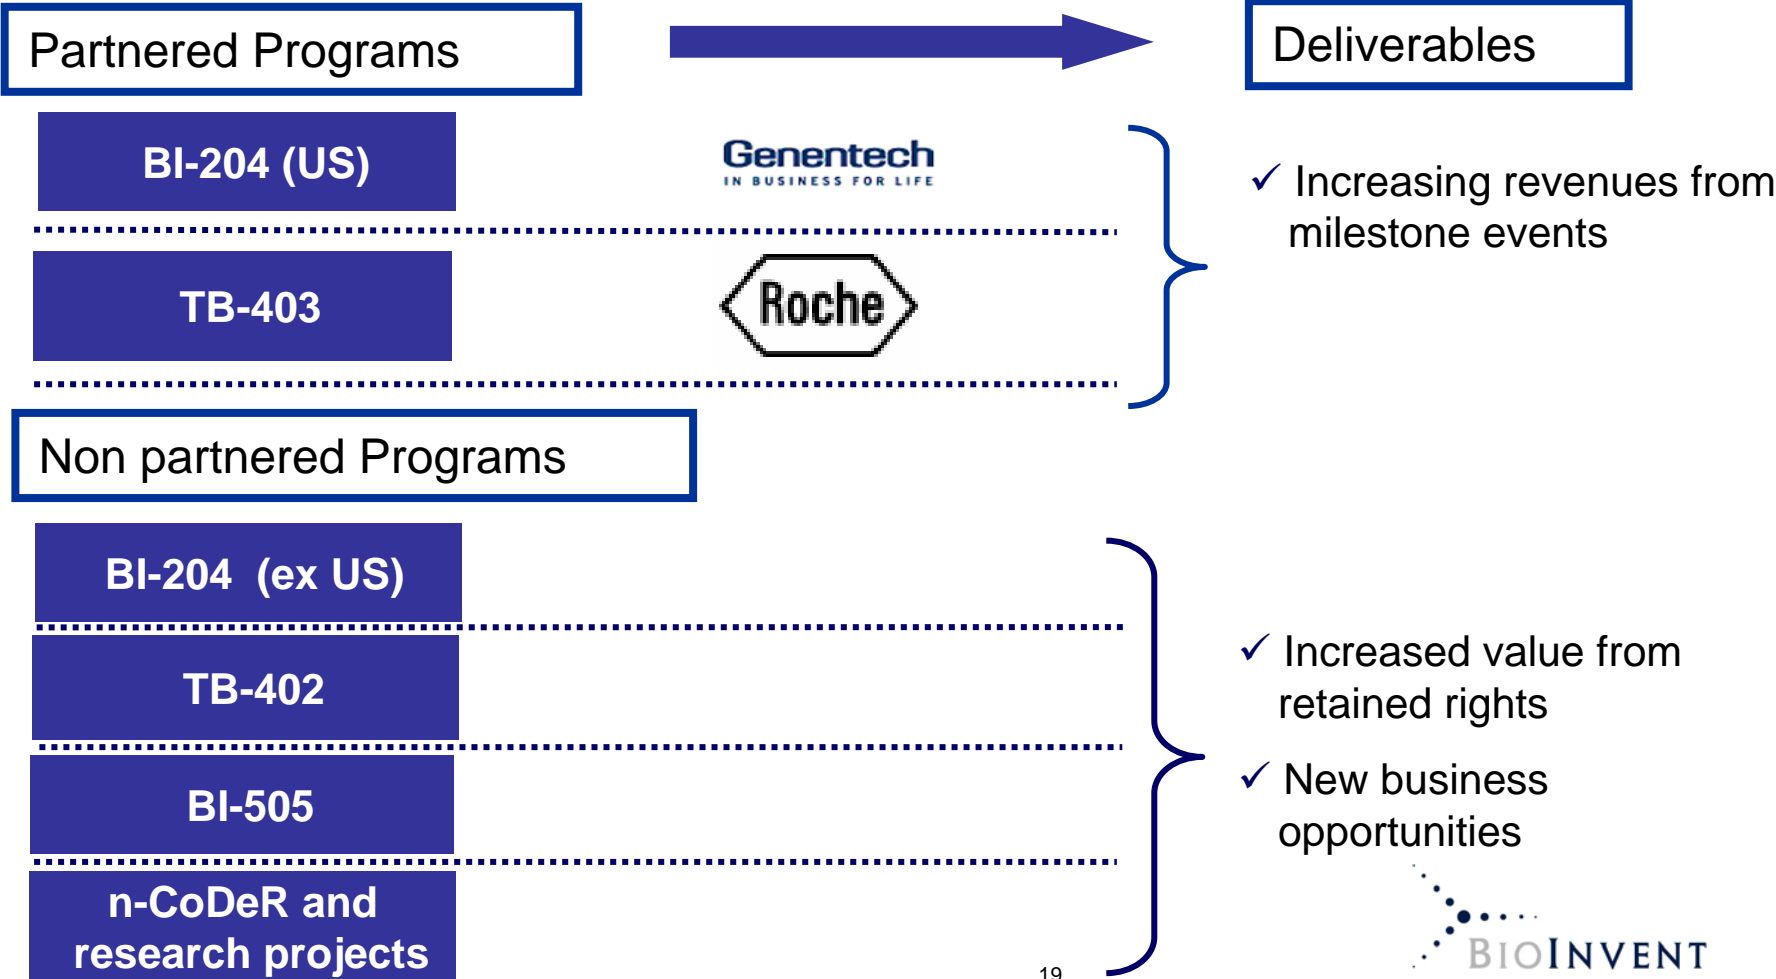 Partnered Programs
Deliverables
BI-204 (US)
Genentech
IN BUSINESS FOR LIFE
✓ Increasing revenues from
milestone events
TB-403
Roche
Non partnered Programs
BI-204 (ex US)
TB-402
✓ Increased value from
retained rights
BI-505
✓ New business
opportunities
n-CoDeR and
research projects
19
BIOINVENT